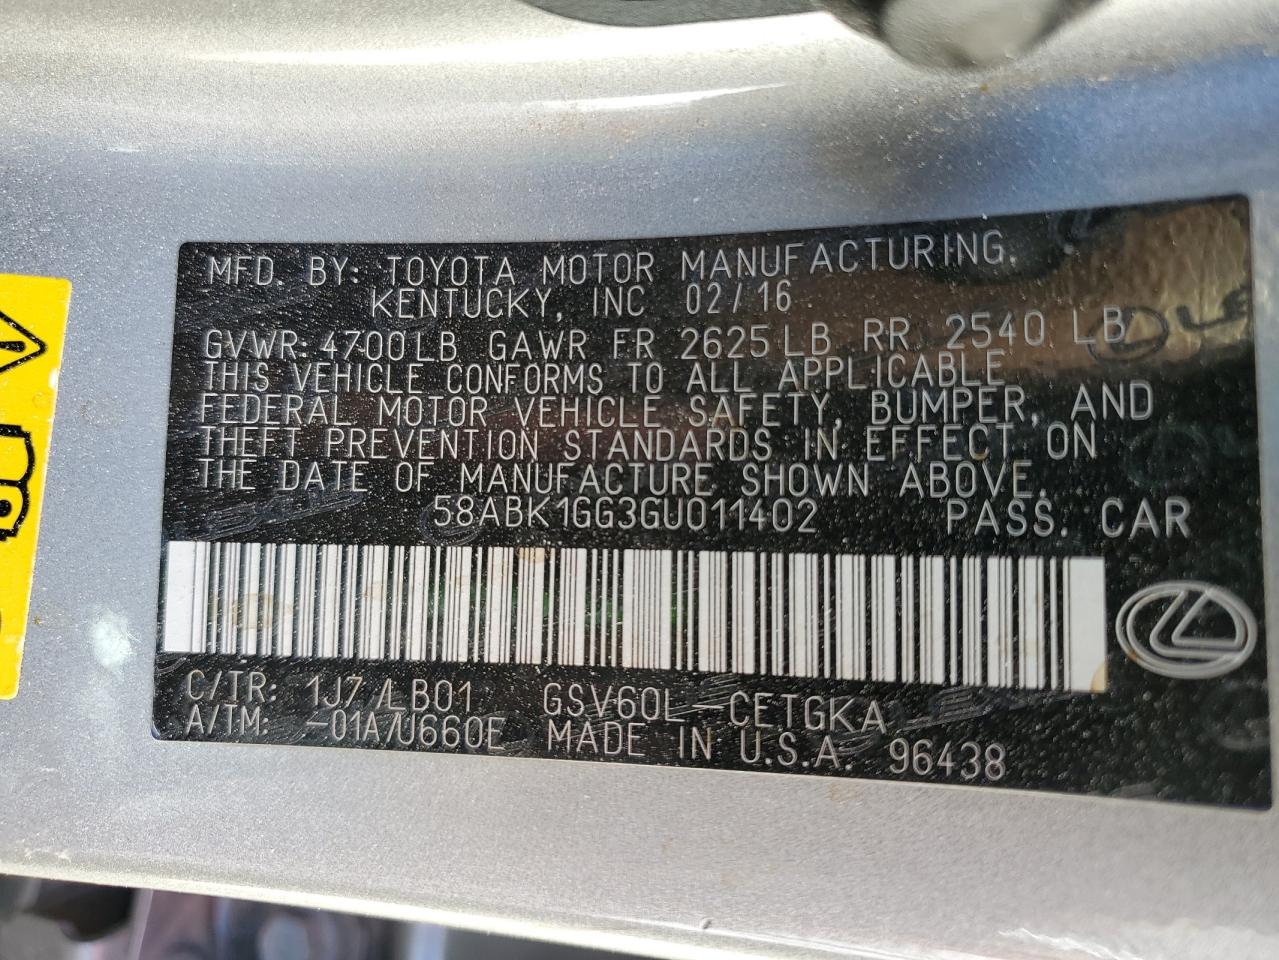 MFD. BY: TOYOTA MOTOR MANUFACTURING.
KENTUCKY, INC 02/16
GVWR: 4700LB GAWR FR 2625LB RR 2540 LB
THIS VEHICLE CONFORMS TO ALL APPLICABLE
FEDERAL MOTOR VEHICLE SAFETY, BUMPER, AND
THEFT PREVENTION STANDARDS IN EFFECT ON
THE DATE OF MANUFACTURE SHOWN ABOVE.
58ABK1GG3GU011402 PASS. CAR
C/TR: 1J7 /LB01 GSV60L-CETGKA
A/TM: -01A/U660E MADE IN U.S.A. 96438